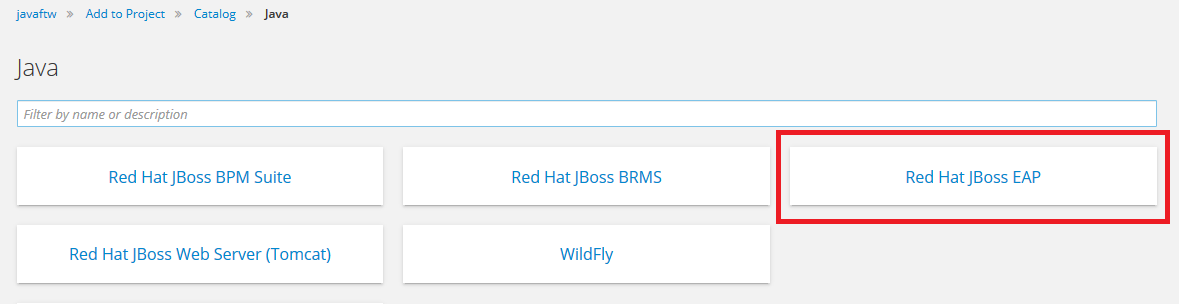 javaftw » Add to Project » Catalog » Java
Java
Filter by name or description
Red Hat JBoss BPM Suite Red Hat JBoss BRMS Red Hat JBoss EAP
Red Hat JBoss Web Server (Tomcat) WildFly